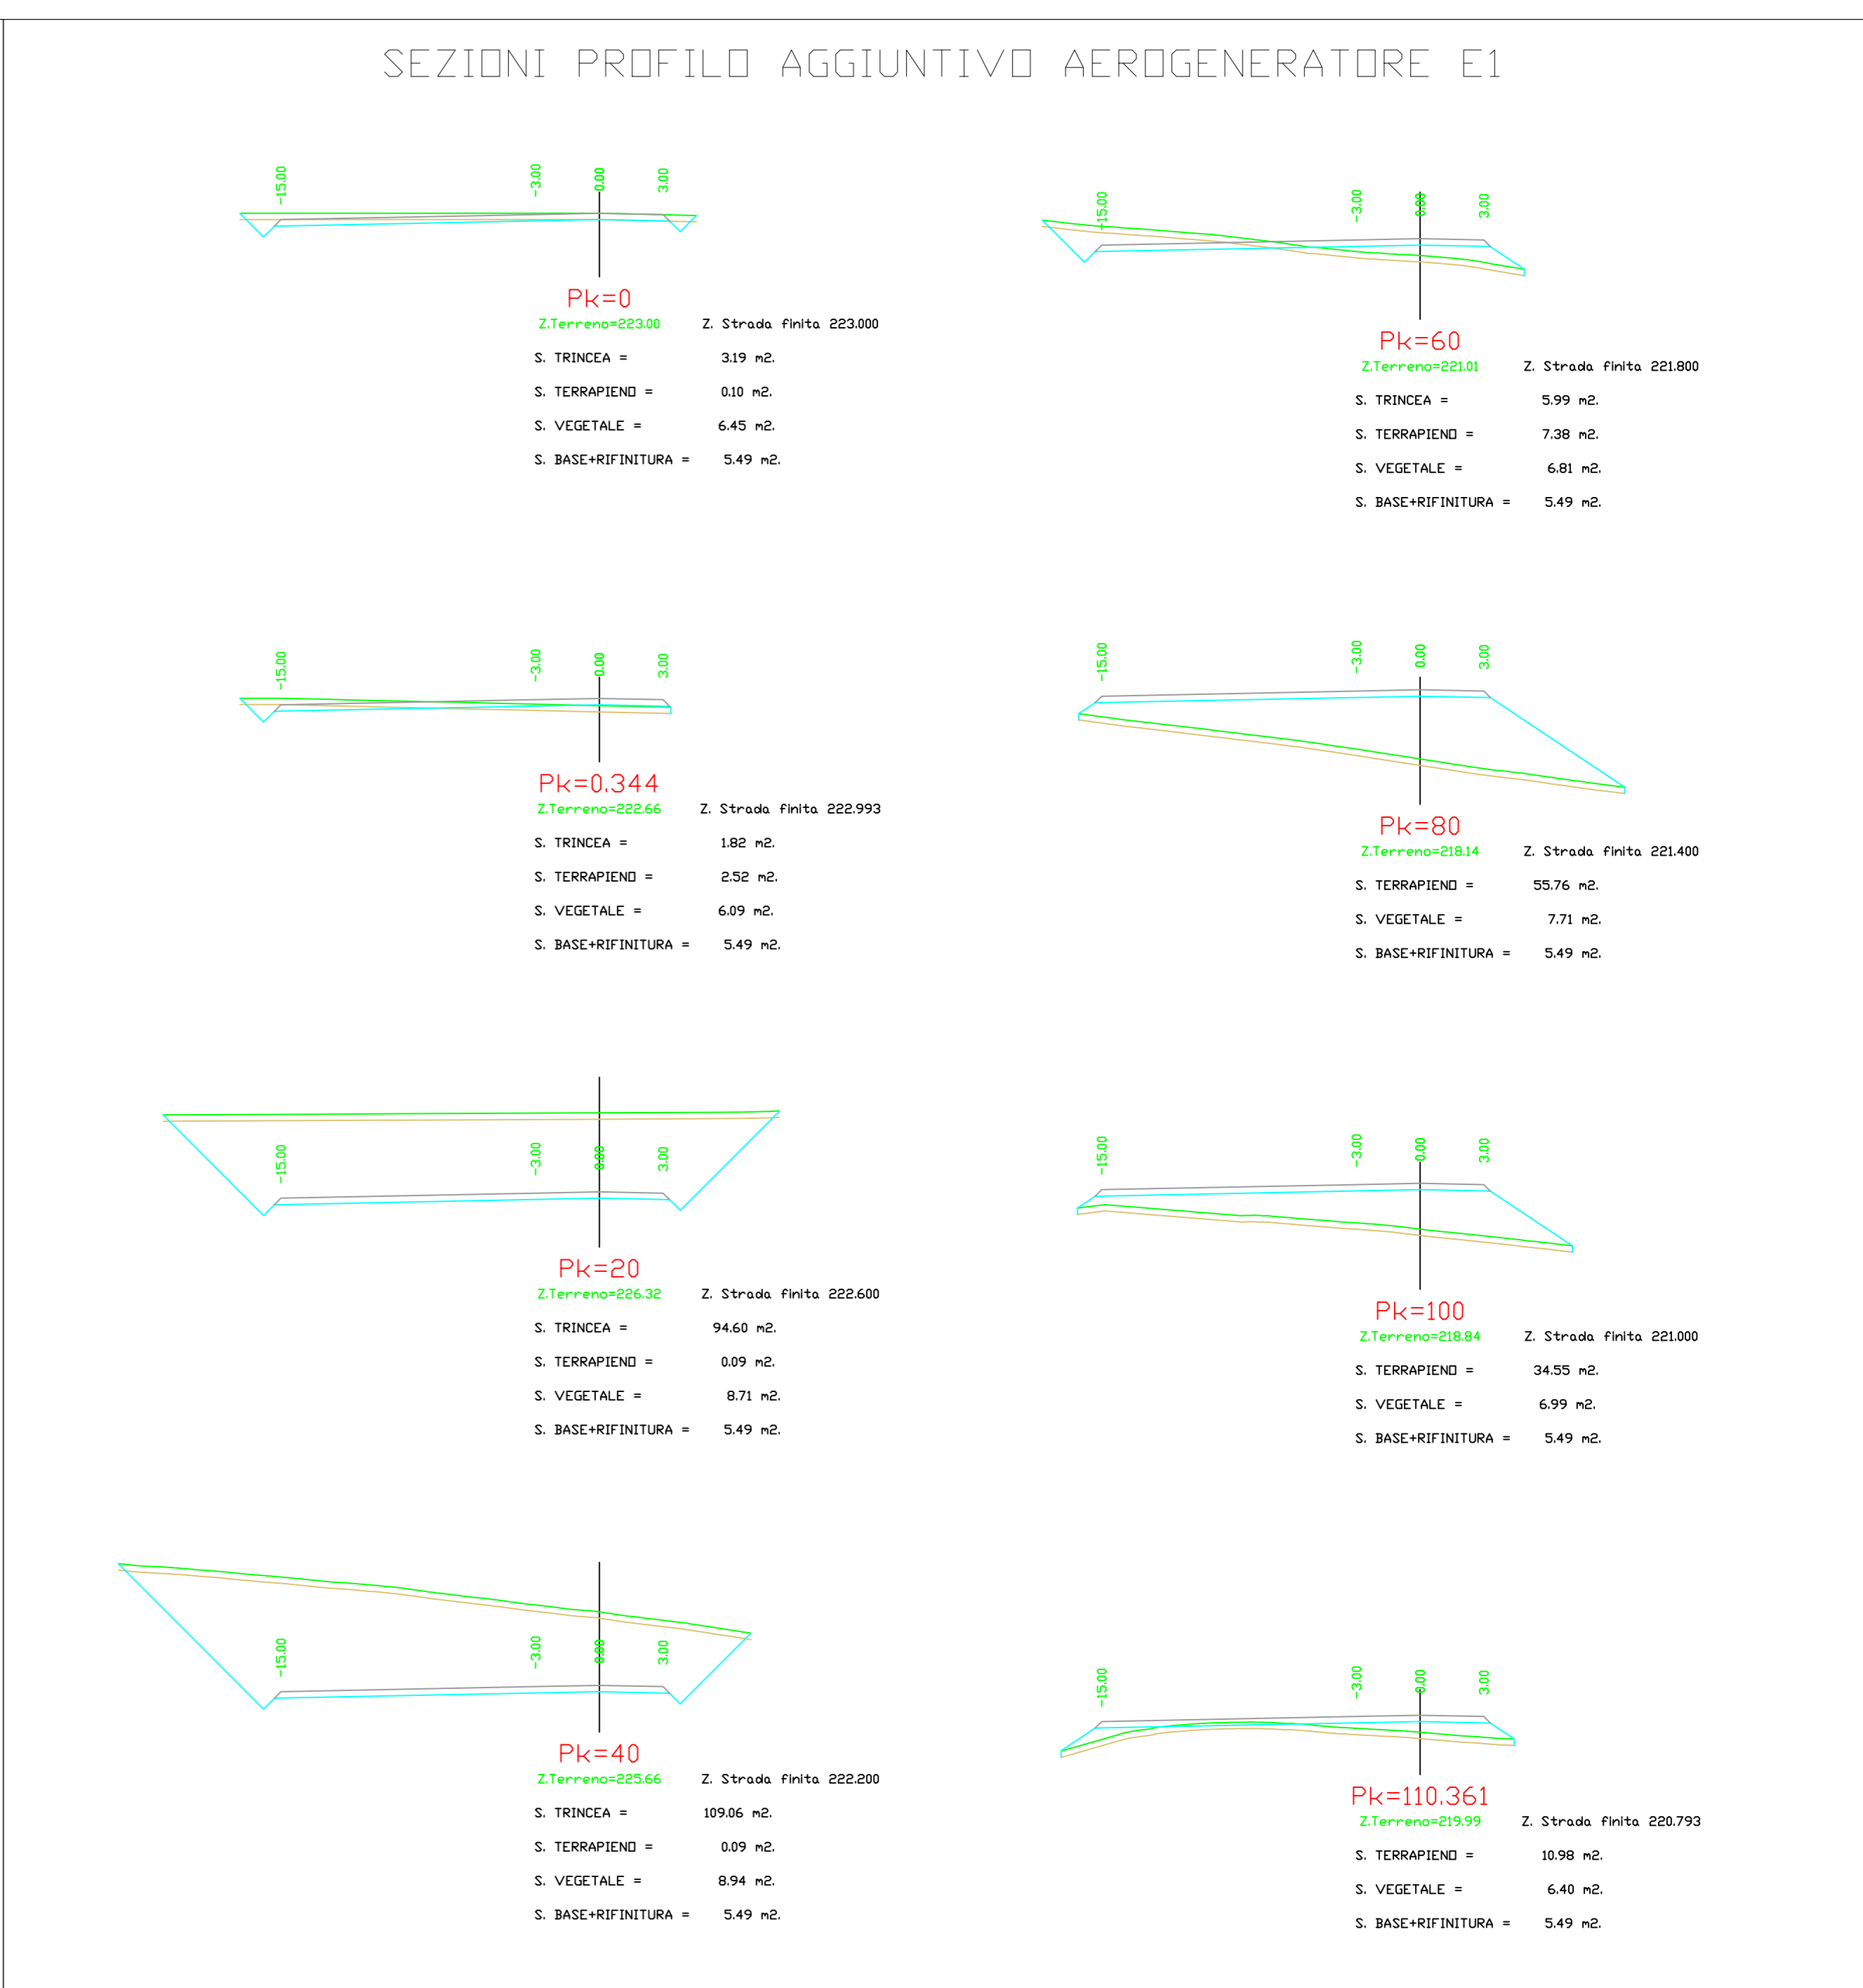 SEZIONI PROFILO AGGIUNTIVO AEROGENERATORE E1
-15.00 -3.00 0.00 3.00
Pk=0
Z.Terreno=223.00 Z. Strada finita 223.000
S. TRINCEA = 3.19 m2.
S. TERRAPIENO = 0.10 m2.
S. VEGETALE = 6.45 m2.
S. BASE+RIFINITURA = 5.49 m2.
-15.00 -3.00 0.00 3.00
Pk=0.344
Z.Terreno=222.66 Z. Strada finita 222.993
S. TRINCEA = 1.82 m2.
S. TERRAPIENO = 2.52 m2.
S. VEGETALE = 6.09 m2.
S. BASE+RIFINITURA = 5.49 m2.
-15.00 -3.00 0.00 3.00
Pk=20
Z.Terreno=226.32 Z. Strada finita 222.600
S. TRINCEA = 94.60 m2.
S. TERRAPIENO = 0.09 m2.
S. VEGETALE = 8.71 m2.
S. BASE+RIFINITURA = 5.49 m2.
-15.00 -3.00 0.00 3.00
Pk=40
Z.Terreno=225.66 Z. Strada finita 222.200
S. TRINCEA = 109.06 m2.
S. TERRAPIENO = 0.09 m2.
S. VEGETALE = 8.94 m2.
S. BASE+RIFINITURA = 5.49 m2.
-15.00 -3.00 0.00 3.00
Pk=60
Z.Terreno=221.01 Z. Strada finita 221.800
S. TRINCEA = 5.99 m2.
S. TERRAPIENO = 7.38 m2.
S. VEGETALE = 6.81 m2.
S. BASE+RIFINITURA = 5.49 m2.
-15.00 -3.00 0.00 3.00
Pk=80
Z.Terreno=218.14 Z. Strada finita 221.400
S. TERRAPIENO = 55.76 m2.
S. VEGETALE = 7.71 m2.
S. BASE+RIFINITURA = 5.49 m2.
-15.00 -3.00 0.00 3.00
Pk=100
Z.Terreno=218.84 Z. Strada finita 221.000
S. TERRAPIENO = 34.55 m2.
S. VEGETALE = 6.99 m2.
S. BASE+RIFINITURA = 5.49 m2.
-15.00 -3.00 0.00 3.00
Pk=110.361
Z.Terreno=219.99 Z. Strada finita 220.793
S. TERRAPIENO = 10.98 m2.
S. VEGETALE = 6.40 m2.
S. BASE+RIFINITURA = 5.49 m2.